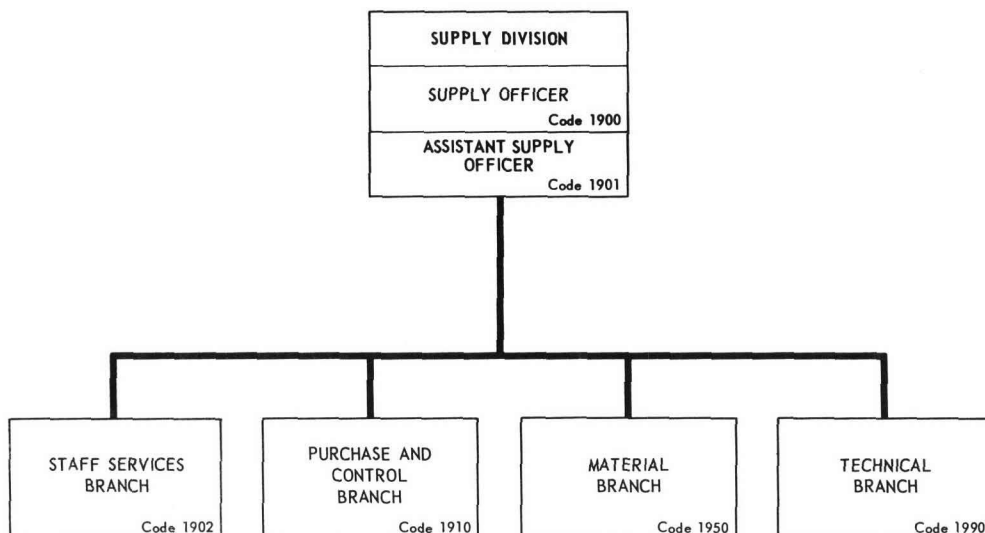 SUPPLY DIVISION
SUPPLY OFFICER
Code 1900
ASSISTANT SUPPLY
OFFICER
Code 1901
STAFF SERVICES
BRANCH
Code 1902
PURCHASE AND
CONTROL
BRANCH
Code 1910
MATERIAL
BRANCH
Code 1950
TECHNICAL
BRANCH
Code 1990